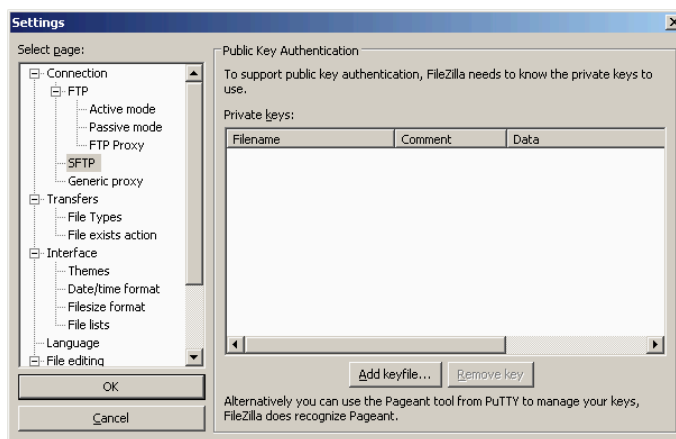 Settings
Select page:
Connection
FTP
Active mode
Passive mode
FTP Proxy
SFTP
Generic proxy
Transfers
File Types
File exists action
Interface
Themes
Date/time format
Filesize format
File lists
Language
File editing
OK
Cancel
Public Key Authentication
To support public key authentication, FileZilla needs to know the private keys to
use.
Private keys:
Filename Comment Data
Add keyfile... Remove key
Alternatively you can use the Pageant tool from PuTTY to manage your keys,
FileZilla does recognize Pageant.